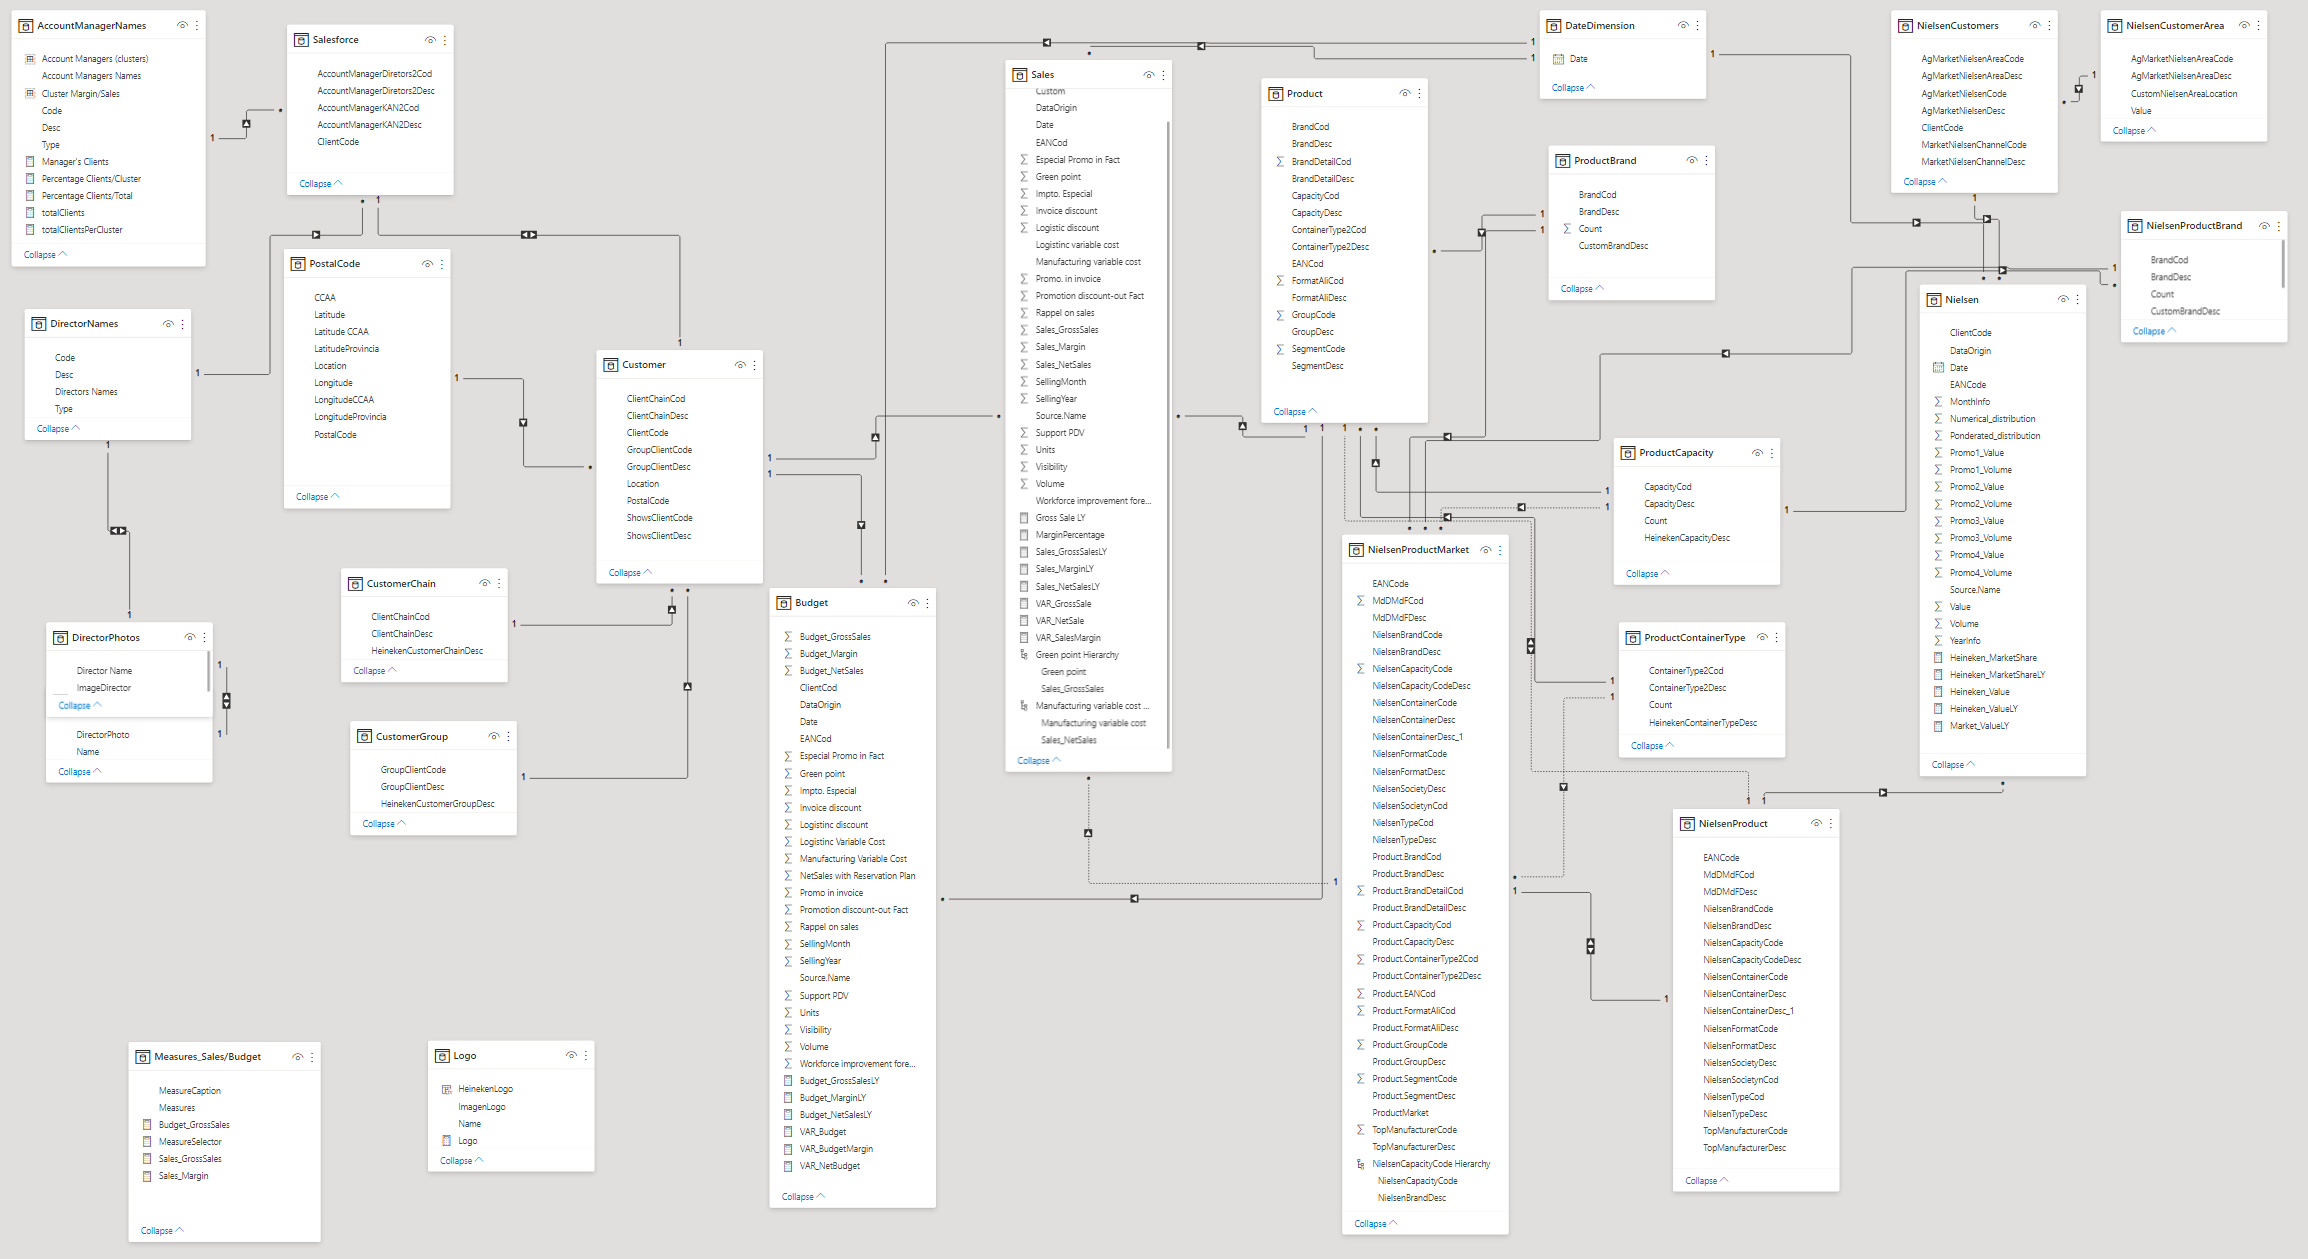 AccountManagerNames
Account Managers (clusters)
Account Managers Names
Cluster Margin/Sales
Code
Desc
Type
Manager's Clients
Percentage Clients/Cluster
Percentage Clients/Total
totalClients
totalClientsPerCluster
Collapse
Salesforce
AccountManagerDiretors2Cod
AccountManagerDirtors2Desc
AccountManagerKAN2Cod
AccountManagerKAN2Desc
ClientCode
Collapse
PostalCode
CCAA
Latitude
Latitude CCAA
LatitudeProvincia
Location
Longitude
LongitudeCCAA
LongitudeProvincia
PostalCode
Collapse
DirectorNames
Code
Desc
Directors Names
Type
Collapse
DirectorPhotos
Director Name
ImageDirector
Collapse
DirectorPhoto
Name
Collapse
Customer
ClientChainCod
ClientChainDesc
ClientCode
GroupClientCode
GroupClientDesc
Location
PostalCode
ShowsClientCode
ShowsClientDesc
Collapse
CustomerChain
ClientChainCod
ClientChainDesc
HeinekenCustomerChainDesc
Collapse
CustomerGroup
GroupClientCode
GroupClientDesc
HeinekenCustomerGroupDesc
Collapse
Measures_Sales/Budget
MeasureCaption
Measures
Budget_GrossSales
MeasureSelector
Sales_GrossSales
Sales_Margin
Collapse
Logo
HeinekenLogo
ImagenLogo
Name
Logo
Collapse
Budget
Budget_GrossSales
Budget_Margin
Budget_NetSales
ClientCod
DataOrigin
Date
EANCod
Especial Promo in Fact
Green point
Impto. Especial
Invoice discount
Logistinc discount
Logistinc Variable Cost
Manufacturing Variable Cost
NetSales with Reservation Plan
Promo in invoice
Promotion discount-out Fact
Rappel on sales
SellingMonth
SellingYear
Source.Name
Support PDV
Units
Visibility
Volume
Workforce improvement fore...
Budget_GrossSalesLY
Budget_MarginLY
Budget_NetSalesLY
VAR_Budget
VAR_BudgetMargin
VAR_NetBudget
Collapse
Sales
Custom
DataOrigin
Date
EANCod
Especial Promo in Fact
Green point
Impto. Especial
Invoice discount
Logistic discount
Logistinc variable cost
Manufacturing variable cost
Promo. in invoice
Promotion discount-out Fact
Rappel on sales
Sales_GrossSales
Sales_Margin
Sales_NetSales
SellingMonth
SellingYear
Source.Name
Support PDV
Units
Visibility
Volume
Workforce improvement fore...
Gross Sale LY
MarginPercentage
Sales_GrossSalesLY
Sales_MarginLY
Sales_NetSalesLY
VAR_GrossSale
VAR_NetSale
VAR_SalesMargin
Green point Hierarchy
Green point
Sales_GrossSales
Manufacturing variable cost ...
Manufacturing variable cost
Sales_NetSales
Collapse
Product
BrandCod
BrandDesc
BrandDetailCod
BrandDetailDesc
CapacityCod
CapacityDesc
ContainerType2Cod
ContainerType2Desc
EANCod
FormatAliCod
FormatAliDesc
GroupCode
GroupDesc
SegmentCode
SegmentDesc
Collapse
DateDimension
Date
Collapse
ProductBrand
BrandCod
BrandDesc
Count
CustomBrandDesc
Collapse
NielsenCustomers
AgMarketNielsenAreaCode
AgMarketNielsenAreaDesc
AgMarketNielsenCode
AgMarketNielsenDesc
ClientCode
MarketNielsenChannelCode
MarketNielsenChannelDesc
Collapse
NielsenCustomerArea
AgMarketNielsenAreaCode
AgMarketNielsenAreaDesc
CustomNielsenAreaLocation
Value
Collapse
NielsenProductBrand
BrandCod
BrandDesc
Count
CustomBrandDesc
Collapse
Nielsen
ClientCode
DataOrigin
Date
EANCode
MonthInfo
Numerical_distribution
Ponderated_distribution
Promo1_Value
Promo1_Volume
Promo2_Value
Promo2_Volume
Promo3_Value
Promo3_Volume
Promo4_Value
Promo4_Volume
Source.Name
Value
Volume
YearInfo
Heineken_MarketShare
Heineken_MarketShareLY
Heineken_Value
Heineken_ValueLY
Market_ValueLY
Collapse
ProductCapacity
CapacityCod
CapacityDesc
Count
HeinekenCapacityDesc
Collapse
ProductContainerType
ContainerType2Cod
ContainerType2Desc
Count
HeinekenContainerTypeDesc
Collapse
NielsenProductMarket
EANCode
MdDMdFCod
MdDMdFDesc
NielsenBrandCode
NielsenBrandDesc
NielsenCapacityCode
NielsenCapacityCodeDesc
NielsenContainerCode
NielsenContainerDesc
NielsenContainerDesc_1
NielsenFormatCode
NielsenFormatDesc
NielsenSocietyDesc
NielsenSocietynCod
NielsenTypeCod
NielsenTypeDesc
Product.BrandCod
Product.BrandDesc
Product.BrandDetailCod
Product.BrandDetailDesc
Product.CapacityCod
Product.CapacityDesc
Product.ContainerType2Cod
Product.ContainerType2Desc
Product.EANCod
Product.FormatAliCod
Product.FormatAliDesc
Product.GroupCode
Product.GroupDesc
Product.SegmentCode
Product.SegmentDesc
ProductMarket
TopManufacturerCode
TopManufacturerDesc
NielsenCapacityCode Hierarchy
NielsenCapacityCode
NielsenBrandDesc
Collapse
NielsenProduct
EANCode
MdDMdFCod
MdDMdFDesc
NielsenBrandCode
NielsenBrandDesc
NielsenCapacityCode
NielsenCapacityCodeDesc
NielsenContainerCode
NielsenContainerDesc
NielsenContainerDesc_1
NielsenFormatCode
NielsenFormatDesc
NielsenSocietyDesc
NielsenSocietynCod
NielsenTypeCod
NielsenTypeDesc
TopManufacturerCode
TopManufacturerDesc
Collapse